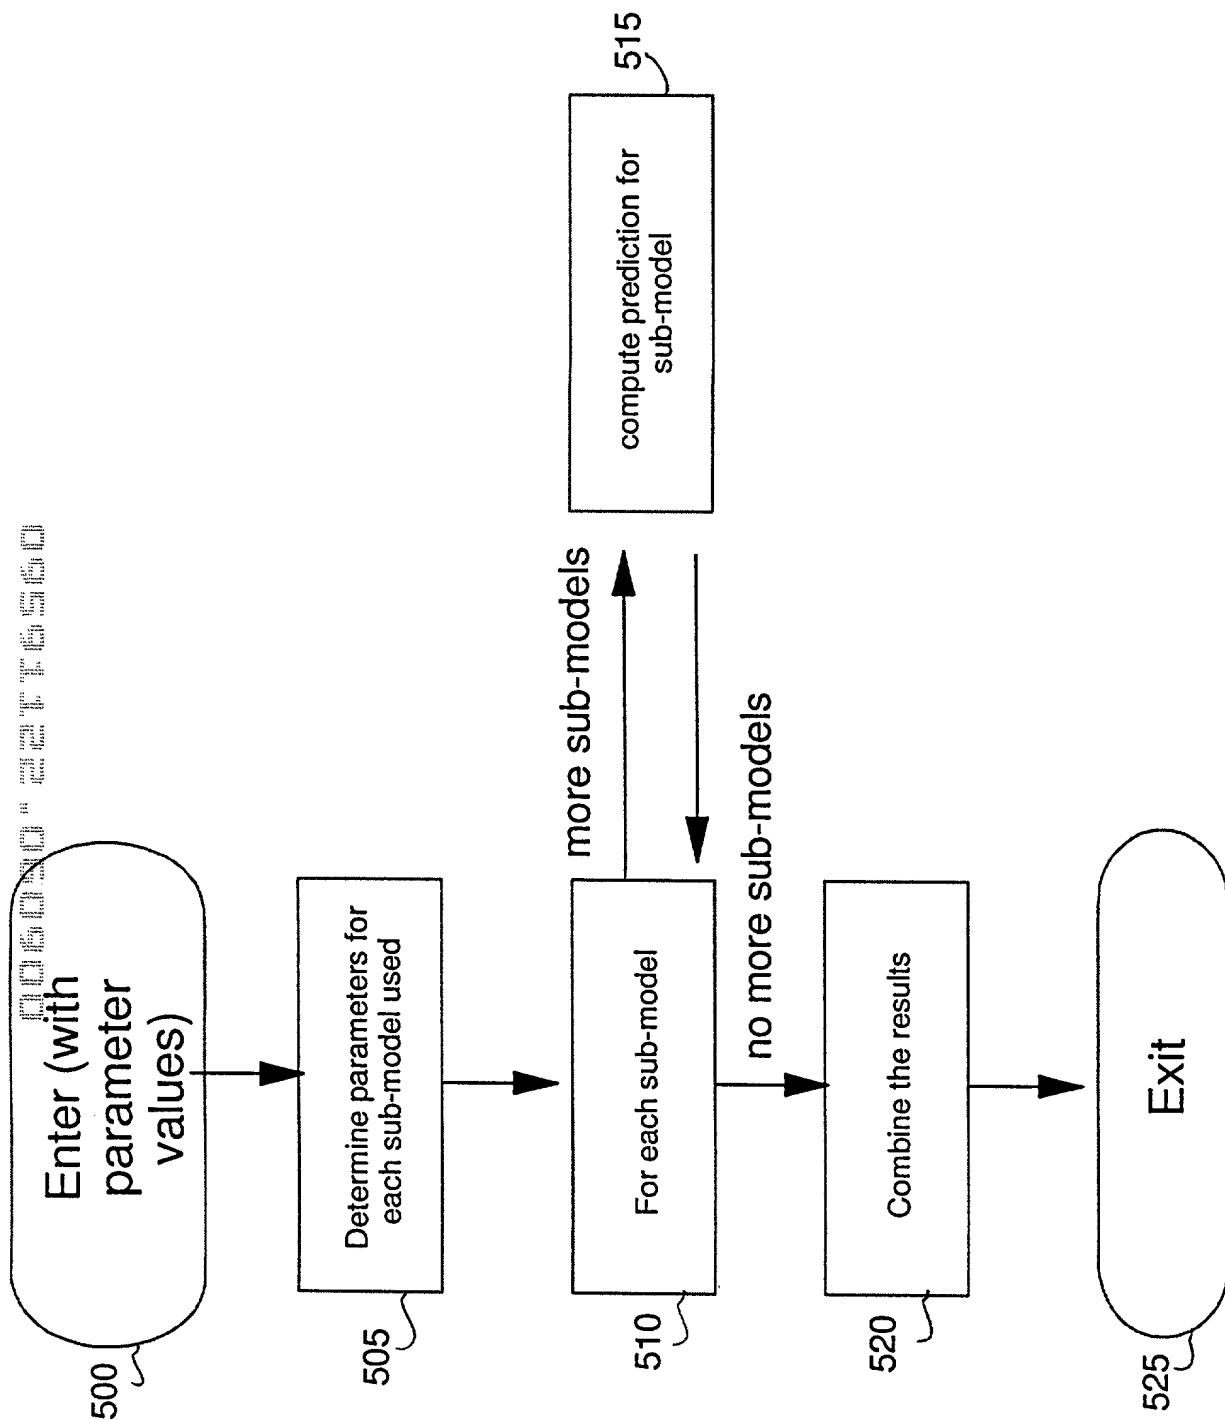 Enter (with
parameter
values)
500
Determine parameters for
each sub-model used
505
For each sub-model
510
more sub-models
compute prediction for
sub-model
515
no more sub-models
Combine the results
520
Exit
525